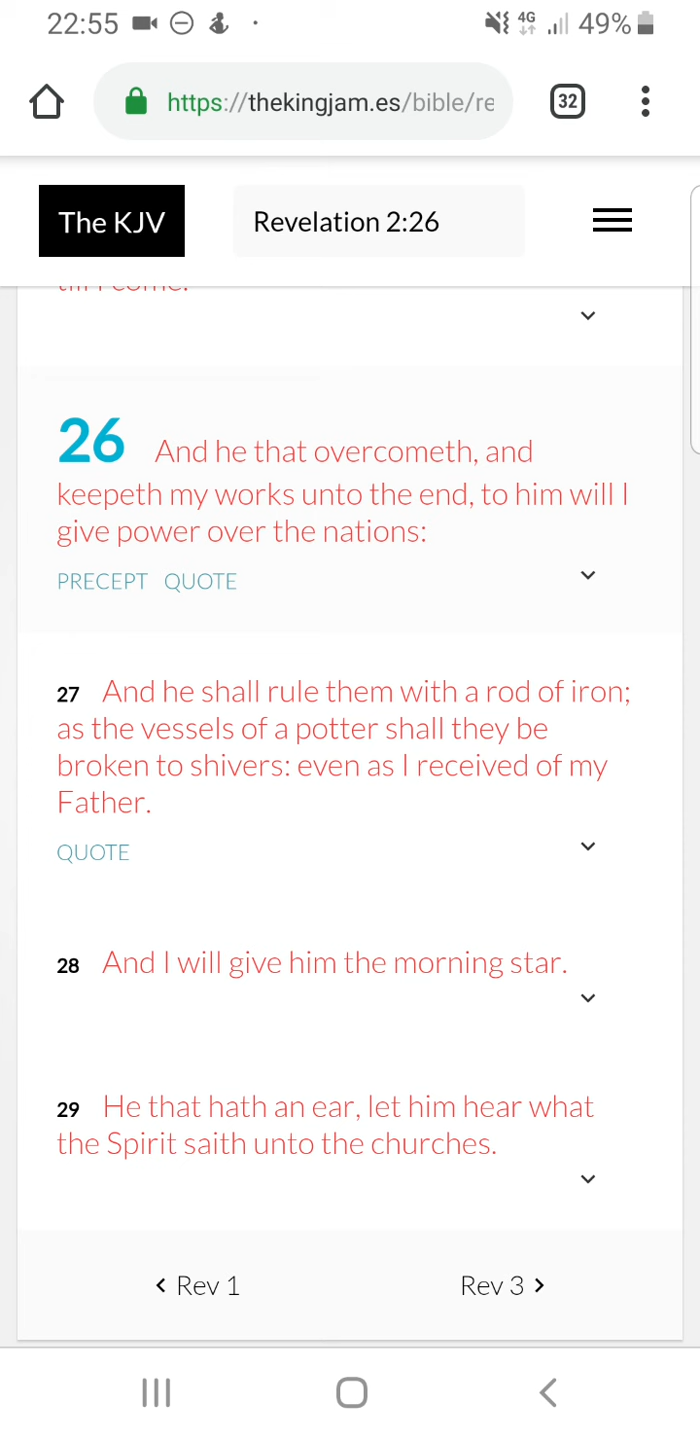 22:55 4G 49%
https://thekingjam.es/bible/re 32
The KJV Revelation 2:26
till I come.
26 And he that overcometh, and
keepeth my works unto the end, to him will I
give power over the nations:
PRECEPT QUOTE
27 And he shall rule them with a rod of iron;
as the vessels of a potter shall they be
broken to shivers: even as I received of my
Father.
QUOTE
28 And I will give him the morning star.
29 He that hath an ear, let him hear what
the Spirit saith unto the churches.
Rev 1 Rev 3